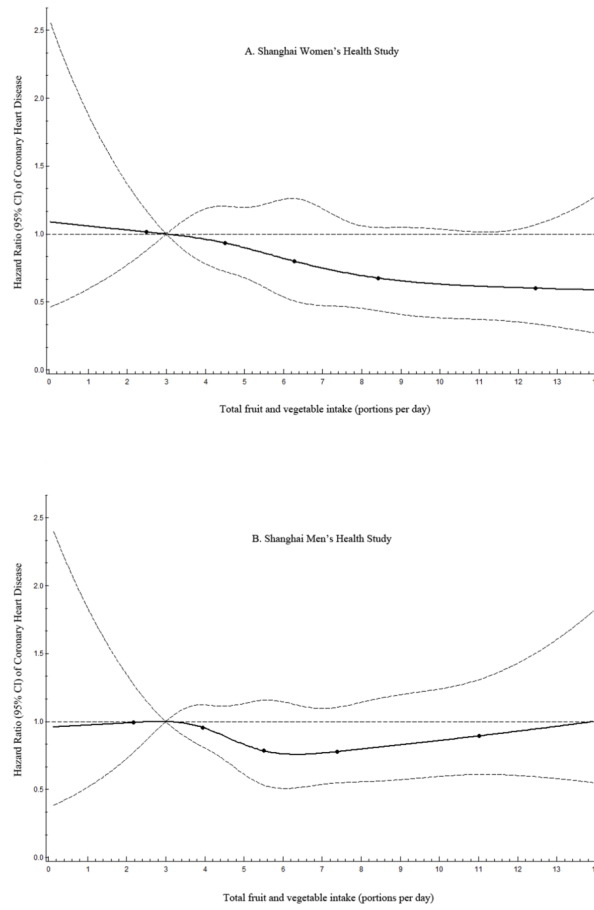 A. Shanghai Women's Health Study
Hazard Ratio (95% CI) of Coronary Heart Disease
2.5
2.0
1.5
1.0
0.5
0.0
0 1 2 3 4 5 6 7 8 9 10 11 12 13 14
Total fruit and vegetable intake (portions per day)
B. Shanghai Men's Health Study
Hazard Ratio (95% CI) of Coronary Heart Disease
2.5
2.0
1.5
1.0
0.5
0.0
0 1 2 3 4 5 6 7 8 9 10 11 12 13 14
Total fruit and vegetable intake (portions per day)